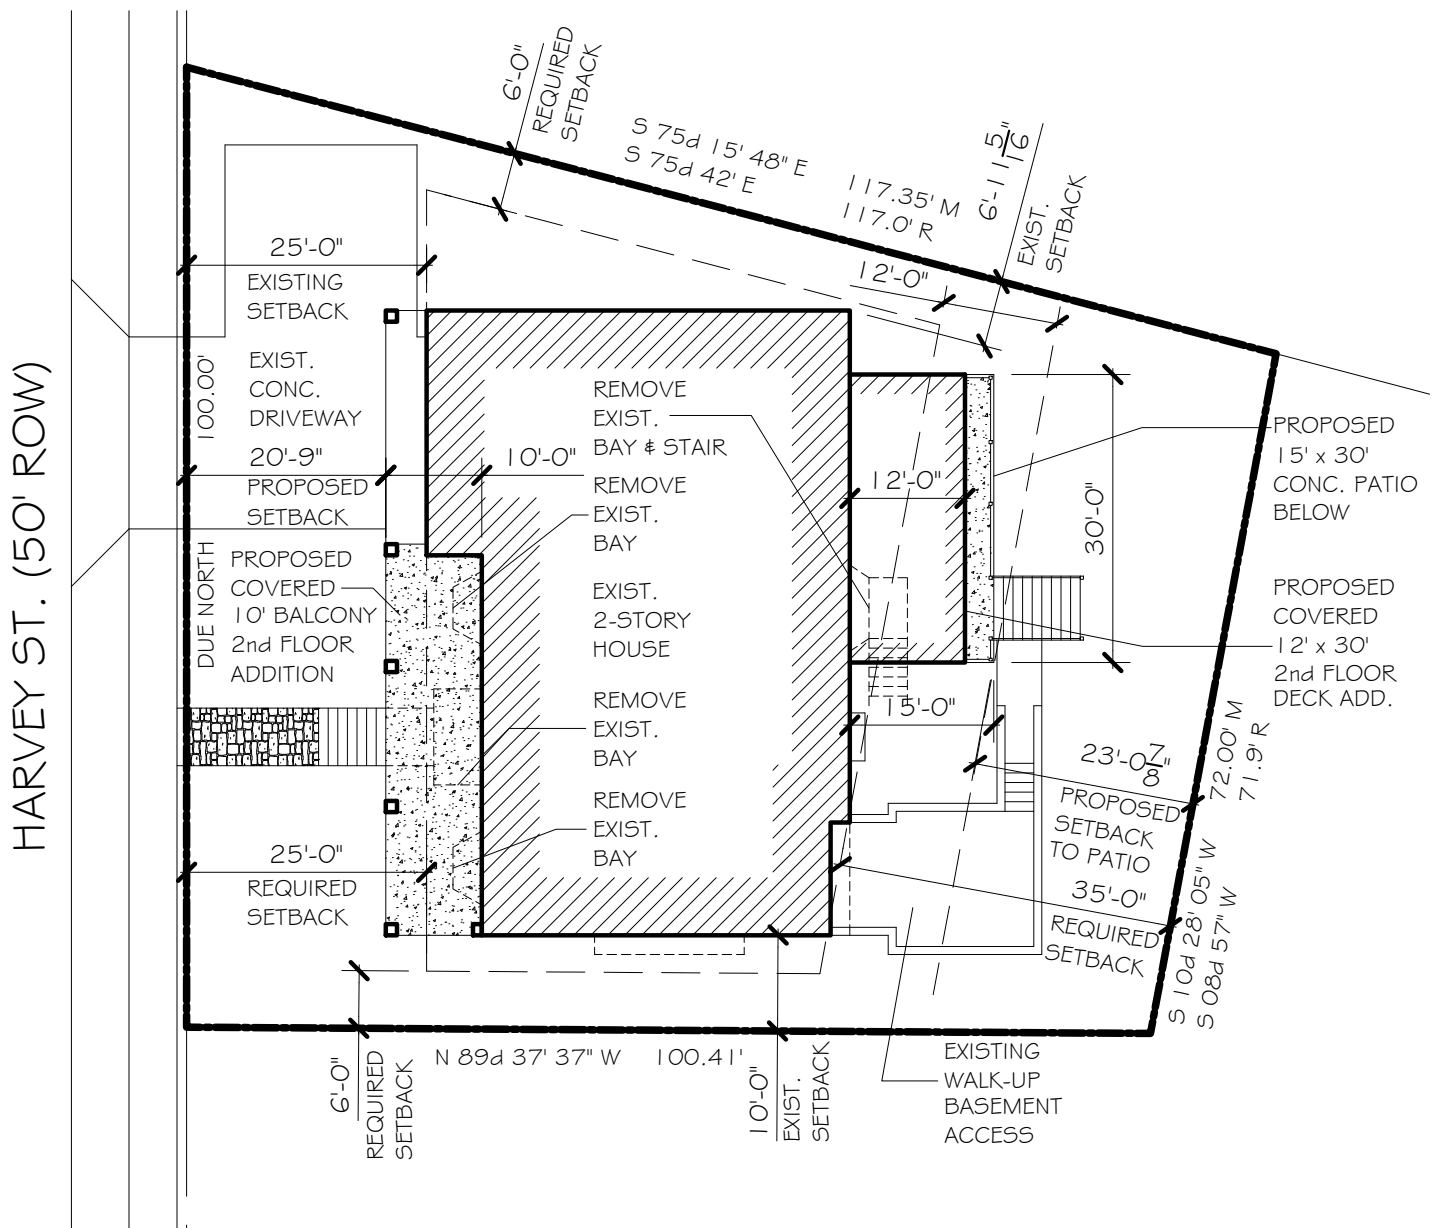 HARVEY ST. (50' ROW)
6'-0"
REQUIRED
SETBACK
S 75d 15' 48" E
S 75d 42' E
117.35' M
117.0' R
6'-11 5/16"
EXIST.
SETBACK
12'-0"
25'-0"
EXISTING
SETBACK
100.00'
DUE NORTH
EXIST.
CONC.
DRIVEWAY
20'-9"
PROPOSED
SETBACK
10'-0"
REMOVE
EXIST.
BAY & STAIR
REMOVE
EXIST.
BAY
12'-0"
30'-0"
PROPOSED
15' x 30'
CONC. PATIO
BELOW
PROPOSED
COVERED
10' BALCONY
2nd FLOOR
ADDITION
EXIST.
2-STORY
HOUSE
PROPOSED
COVERED
12' x 30'
2nd FLOOR
DECK ADD.
REMOVE
EXIST.
BAY
15'-0"
23'-0 7/8"
PROPOSED
SETBACK
TO PATIO
72.00' M
71.9' R
REMOVE
EXIST.
BAY
25'-0"
REQUIRED
SETBACK
35'-0"
REQUIRED
SETBACK
S 10d 28' 05" W
S 08d 57" W
6'-0"
REQUIRED
SETBACK
N 89d 37' 37" W 100.41'
10'-0"
EXIST.
SETBACK
EXISTING
WALK-UP
BASEMENT
ACCESS